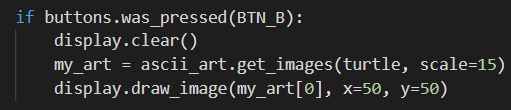 if buttons.was_pressed(BTN_B):
    display.clear()
    my_art = ascii_art.get_images(turtle, scale=15)
    display.draw_image(my_art[0], x=50, y=50)